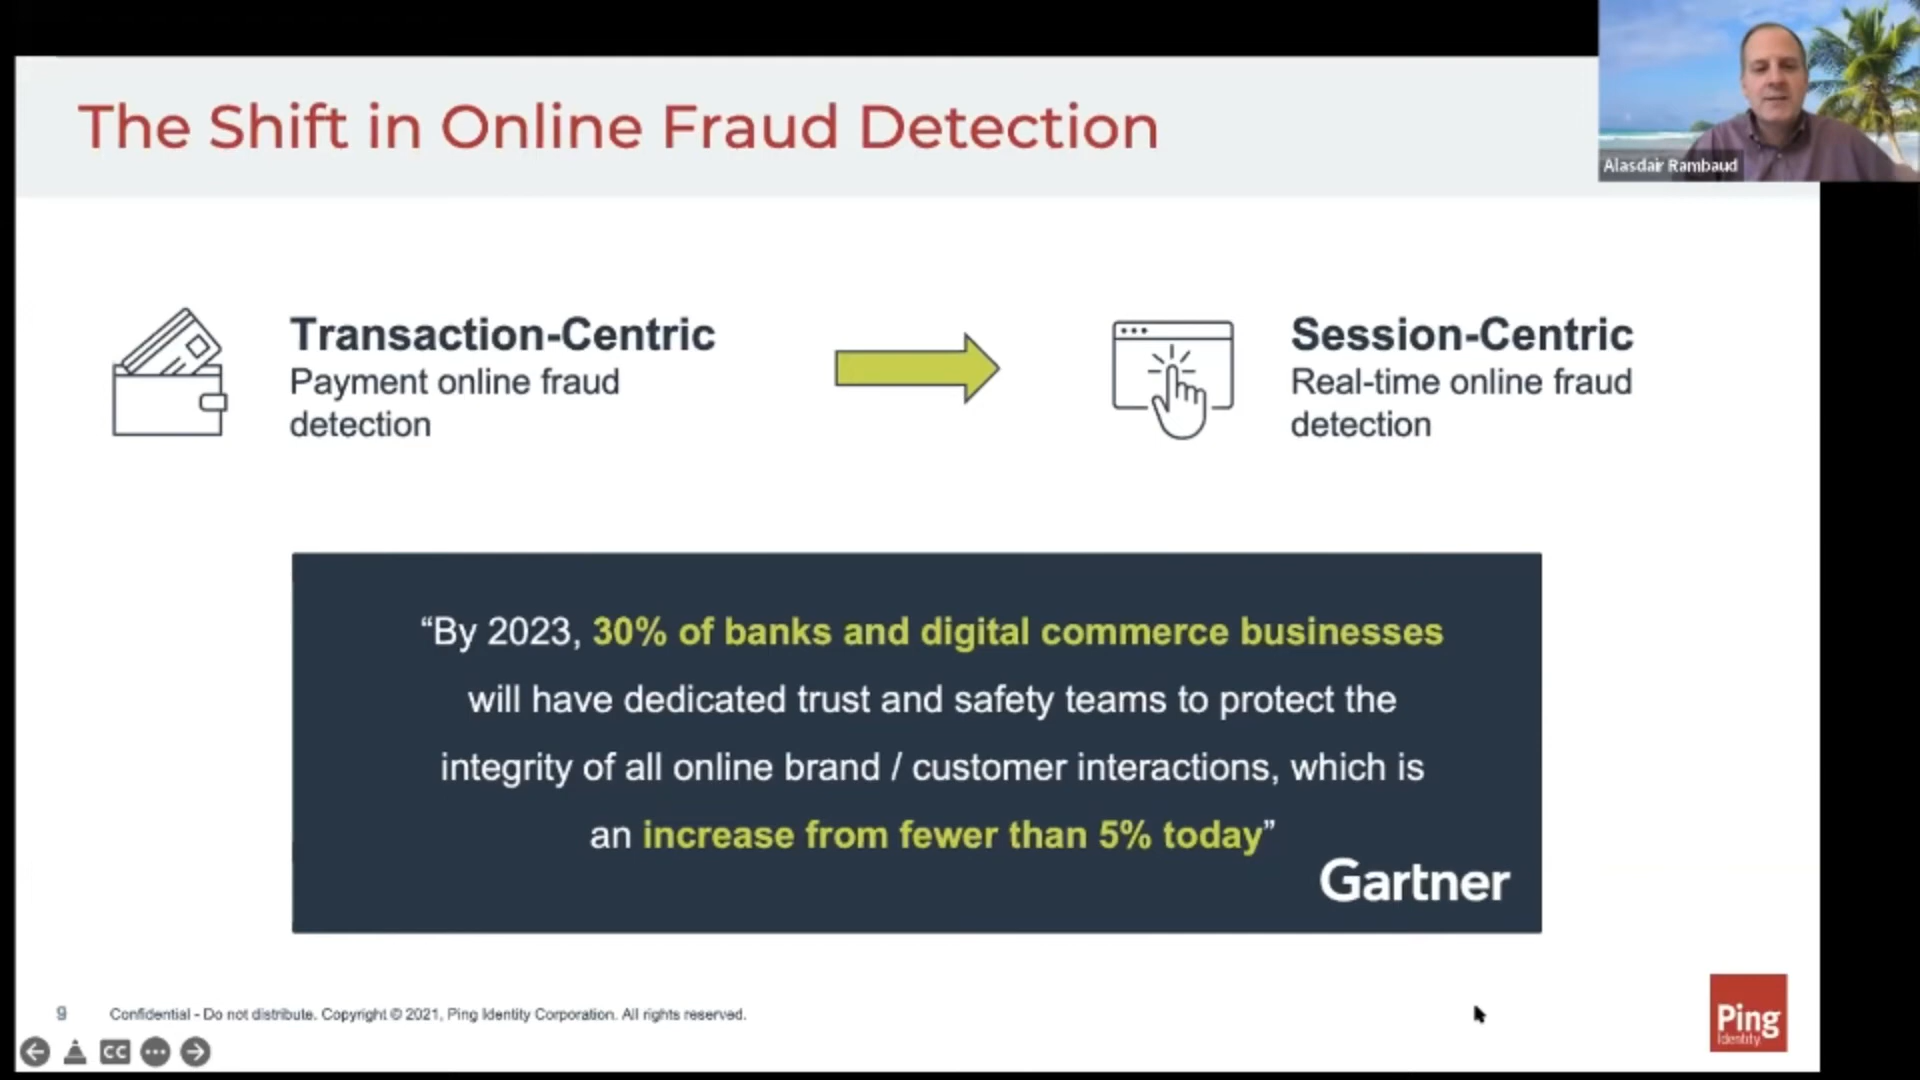 The Shift in Online Fraud Detection
Alasdair Rambaud
Transaction-Centric
Payment online fraud
detection
Session-Centric
Real-time online fraud
detection
“By 2023, 30% of banks and digital commerce businesses
will have dedicated trust and safety teams to protect the
integrity of all online brand / customer interactions, which is
an increase from fewer than 5% today”
Gartner
9
Confidential - Do not distribute. Copyright © 2021, Ping Identity Corporation. All rights reserved.
CC
Ping
Identity